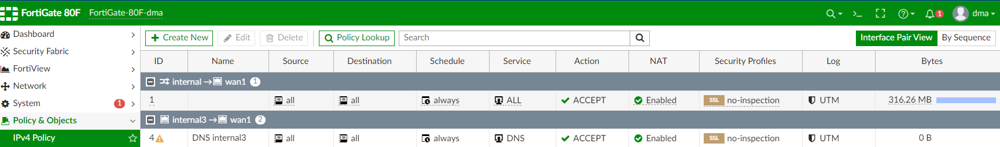 FortiGate 80F FortiGate-80F-dma 1 dma
Dashboard Create New Edit Delete Policy Lookup Search Interface Pair View By Sequence
Security Fabric
ID Name Source Destination Schedule Service Action NAT Security Profiles Log Bytes
FortiView
Network internal → wan1 1
System 1 1 all all always ALL ACCEPT Enabled SSL no-inspection UTM 316.26 MB
Policy & Objects internal3 → wan1 2
IPv4 Policy 4 DNS internal3 all all always DNS ACCEPT Enabled SSL no-inspection UTM 0 B